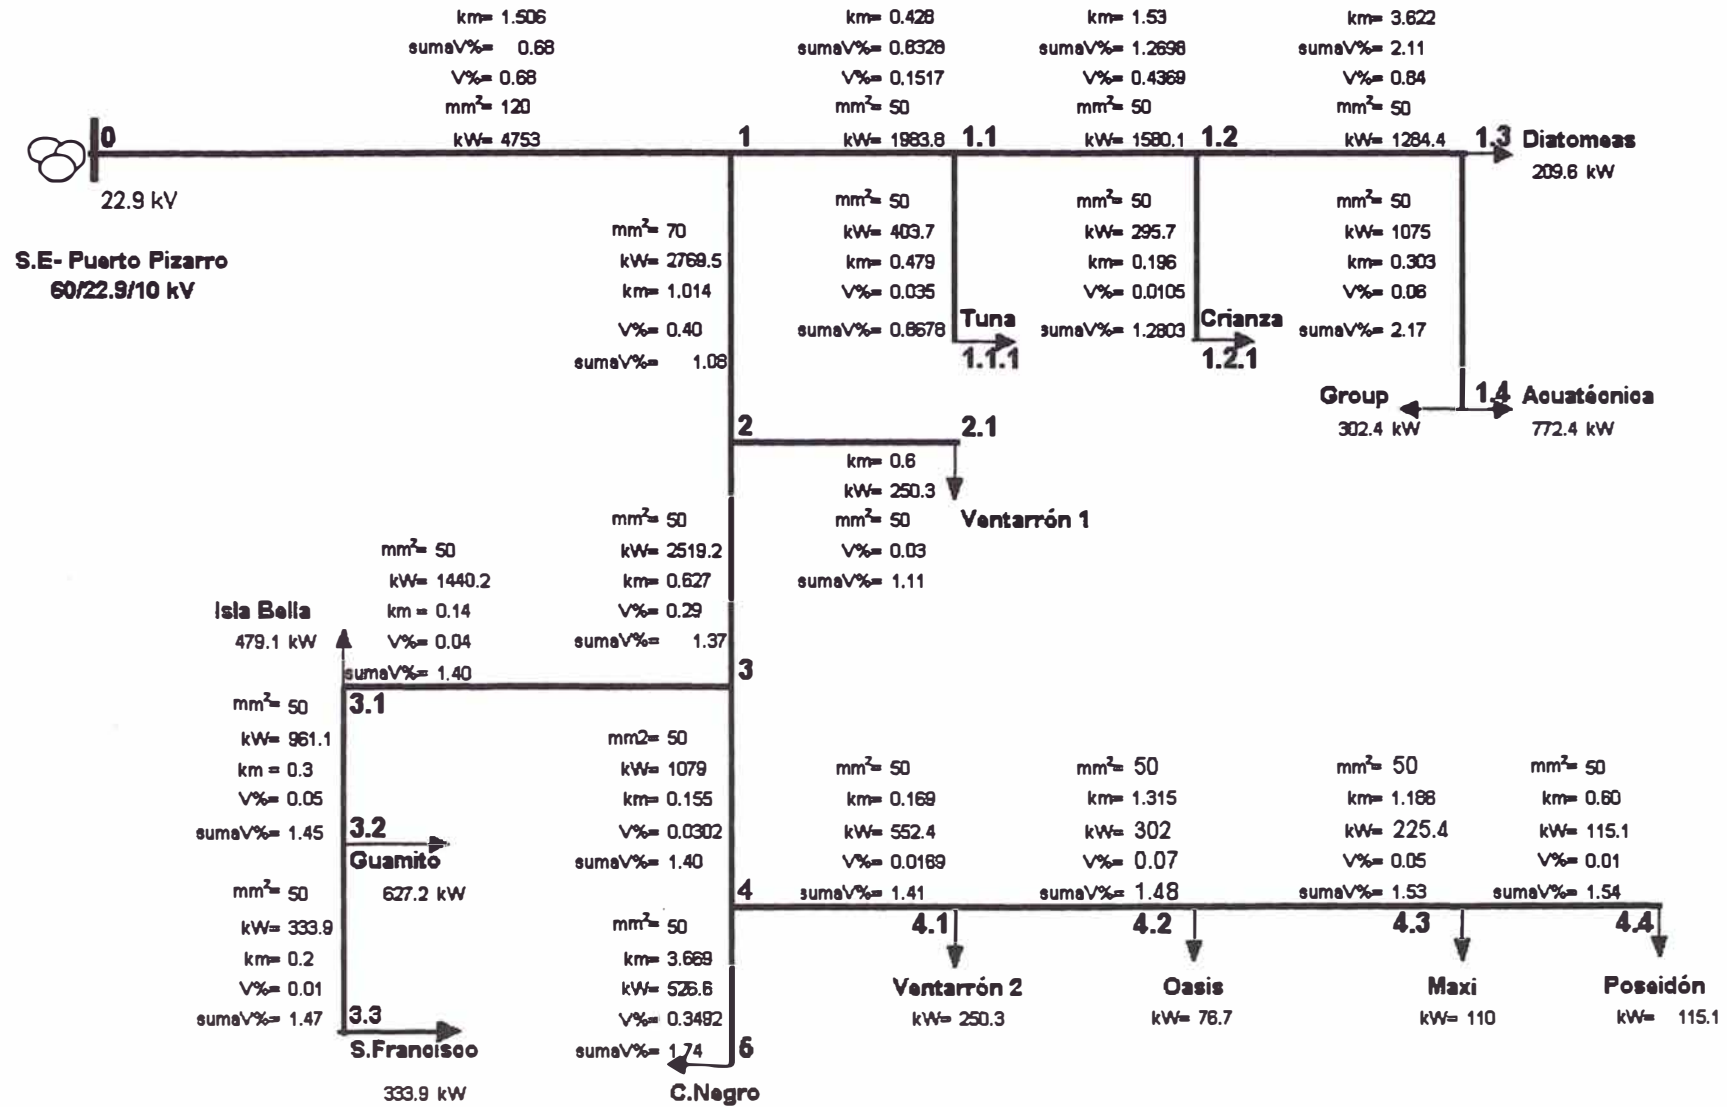 km= 1.506
sumaV%= 0.68
V%= 0.68
mm²= 120
kW= 4753
km= 0.428
sumaV%= 0.8328
V%= 0.1517
mm²= 50
kW= 1983.8
km= 1.53
sumaV%= 1.2698
V%= 0.4369
mm²= 50
kW= 1580.1
km= 3.622
sumaV%= 2.11
V%= 0.84
mm²= 50
kW= 1284.4
0
1
1.1
1.2
1.3
Diatomeas
209.6 kW
22.9 kV
S.E- Puerto Pizarro
60/22.9/10 kV
mm²= 70
kW= 2769.5
km= 1.014
V%= 0.40
sumaV%= 1.08
mm²= 50
kW= 403.7
km= 0.479
V%= 0.035
sumaV%= 0.8678
Tuna
1.1.1
mm²= 50
kW= 295.7
km= 0.196
V%= 0.0105
sumaV%= 1.2803
Crianza
1.2.1
mm²= 50
kW= 1075
km= 0.303
V%= 0.06
sumaV%= 2.17
Group
302.4 kW
1.4
Acuatécnica
772.4 kW
2
2.1
km= 0.6
kW= 250.3
mm²= 50
V%= 0.03
sumaV%= 1.11
Ventarrón 1
mm²= 50
kW= 2519.2
km= 0.627
V%= 0.29
sumaV%= 1.37
mm²= 50
kW= 1440.2
km = 0.14
V%= 0.04
sumaV%= 1.40
Isla Bella
479.1 kW
3
3.1
mm²= 50
kW= 961.1
km = 0.3
V%= 0.05
sumaV%= 1.45
3.2
Guamito
627.2 kW
mm²= 50
kW= 333.9
km= 0.2
V%= 0.01
sumaV%= 1.47
3.3
S.Francisco
333.9 kW
mm2= 50
kW= 1079
km= 0.155
V%= 0.0302
sumaV%= 1.40
4
mm²= 50
km= 3.669
kW= 526.6
V%= 0.3492
sumaV%= 1.74
5
C.Negro
mm²= 50
km= 0.169
kW= 552.4
V%= 0.0169
sumaV%= 1.41
4.1
Ventarrón 2
kW= 250.3
mm²= 50
km= 1.315
kW= 302
V%= 0.07
sumaV%= 1.48
4.2
Oasis
kW= 76.7
mm²= 50
km= 1.188
kW= 225.4
V%= 0.05
sumaV%= 1.53
4.3
Maxi
kW= 110
mm²= 50
km= 0.60
kW= 115.1
V%= 0.01
sumaV%= 1.54
4.4
Poseidón
kW= 115.1